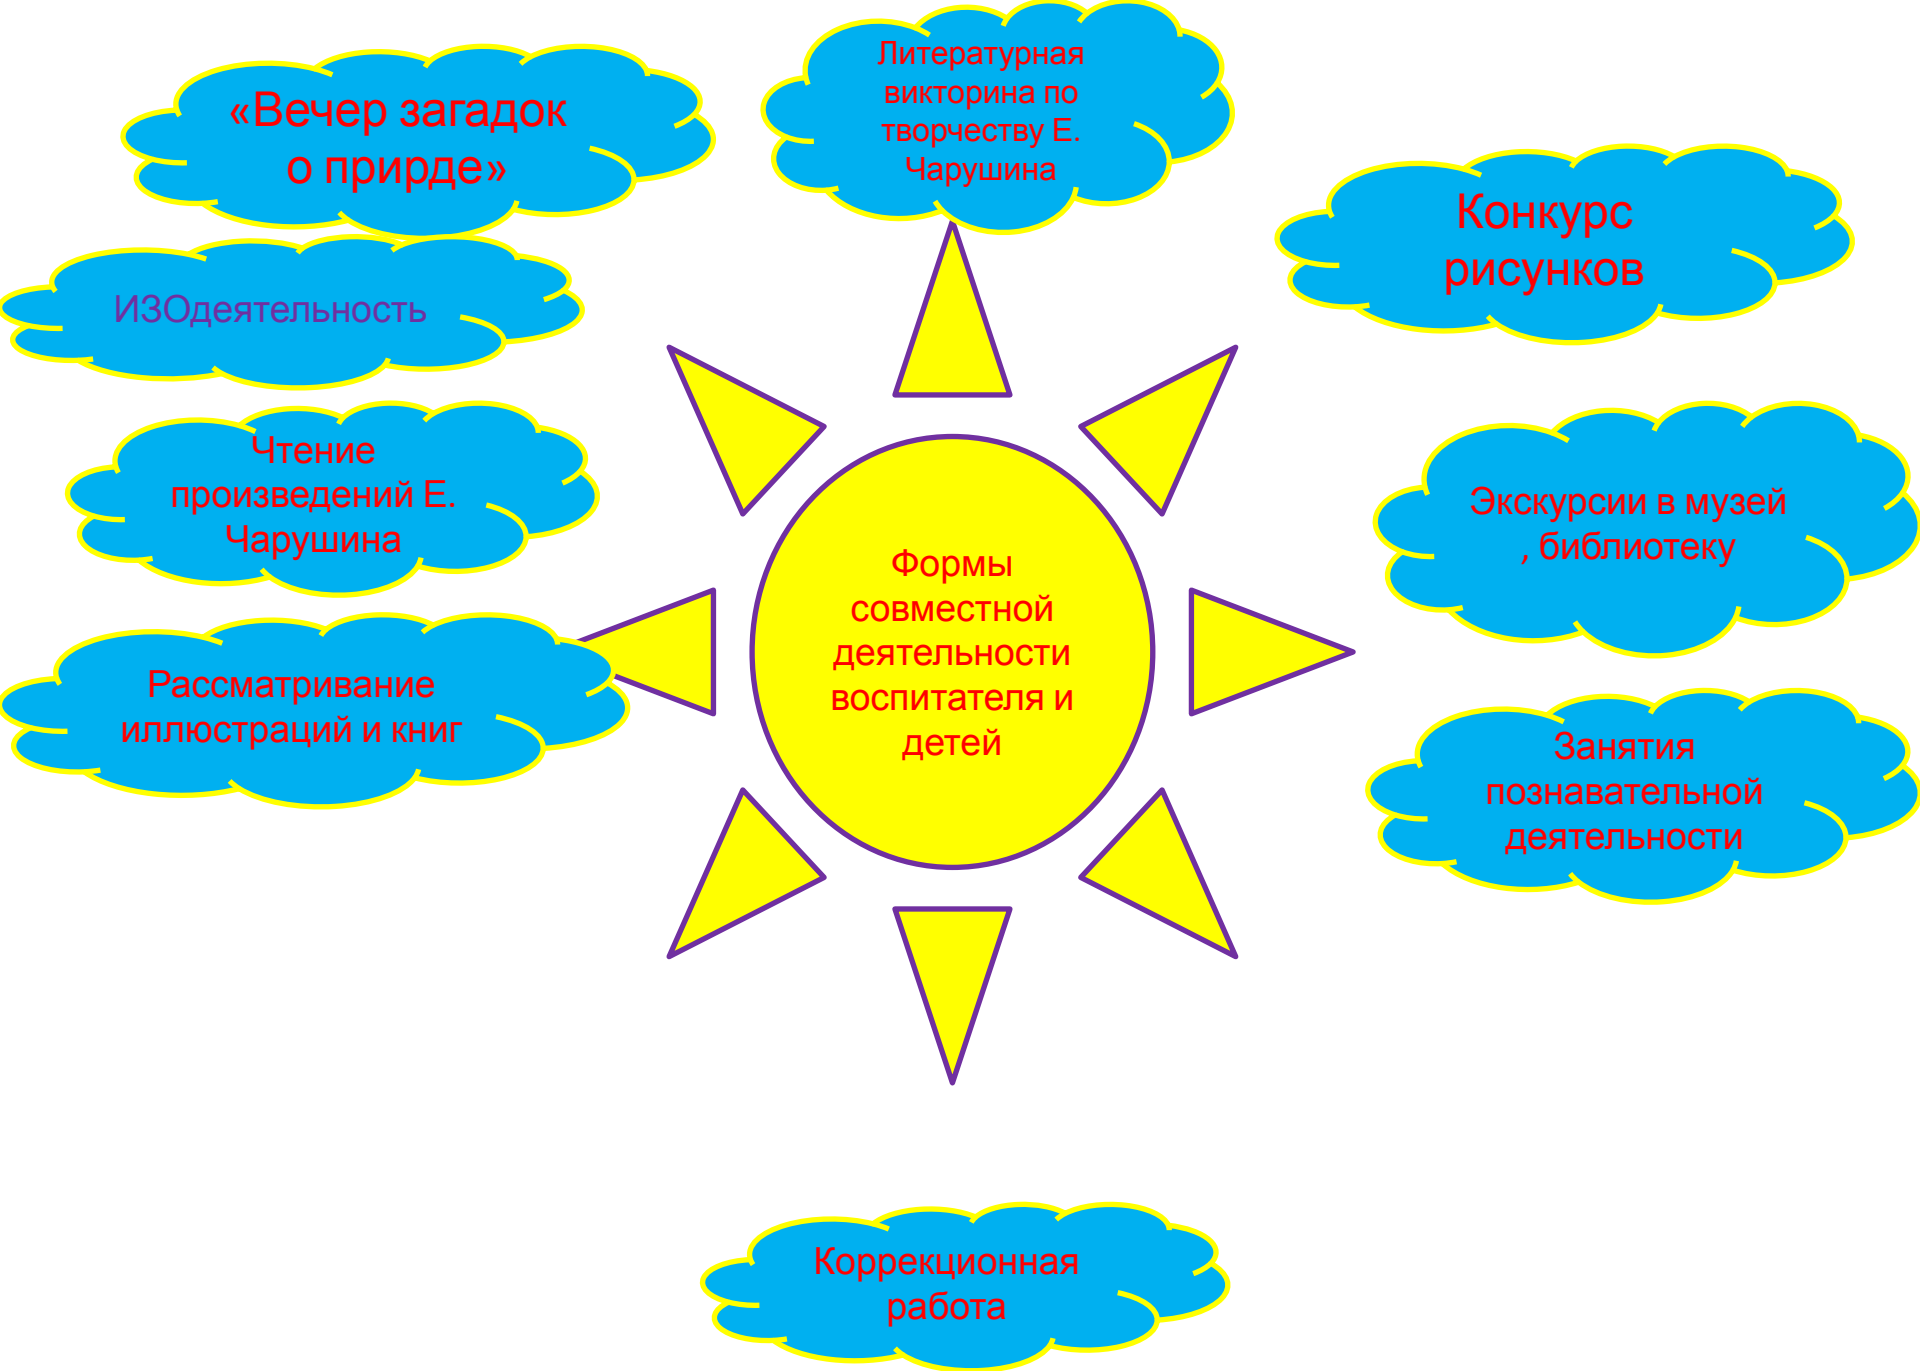 «Вечер загадок
о прирде»
Литературная
викторина по
творчеству Е.
Чарушина
Конкурс
рисунков
ИЗОдеятельность
Чтение
произведений Е.
Чарушина
Экскурсии в музей
, библиотеку
Формы
совместной
деятельности
воспитателя и
детей
Рассматривание
иллюстраций и книг
Занятия
познавательной
деятельности
Коррекционная
работа